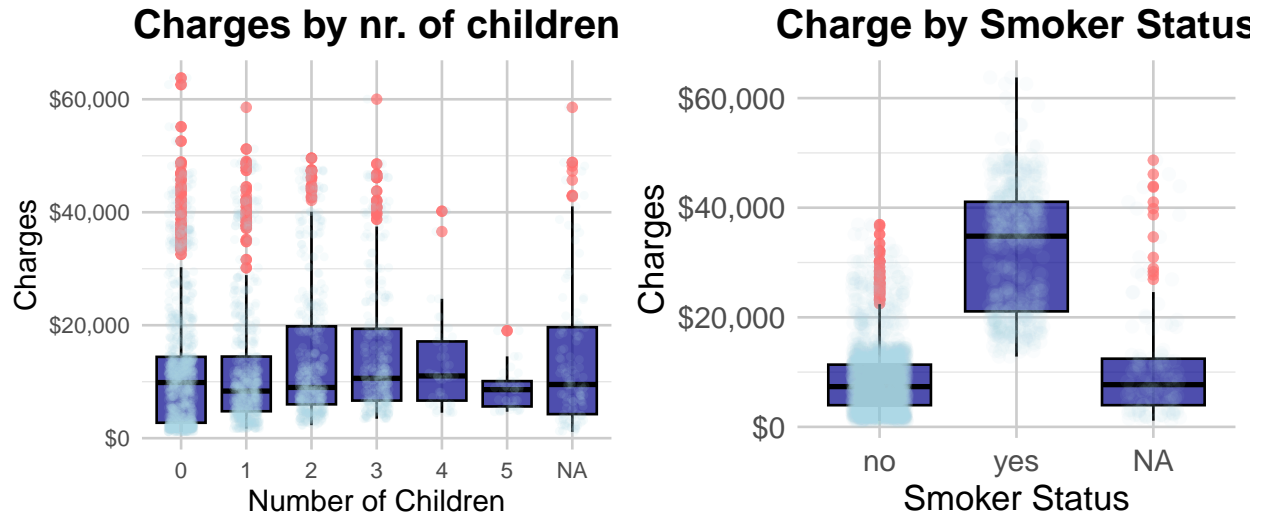 Charges by nr. of children
$60,000
$40,000
$20,000
$0
Charges
0 1 2 3 4 5 NA
Number of Children
Charge by Smoker Status
$60,000
$40,000
$20,000
$0
Charges
no yes NA
Smoker Status